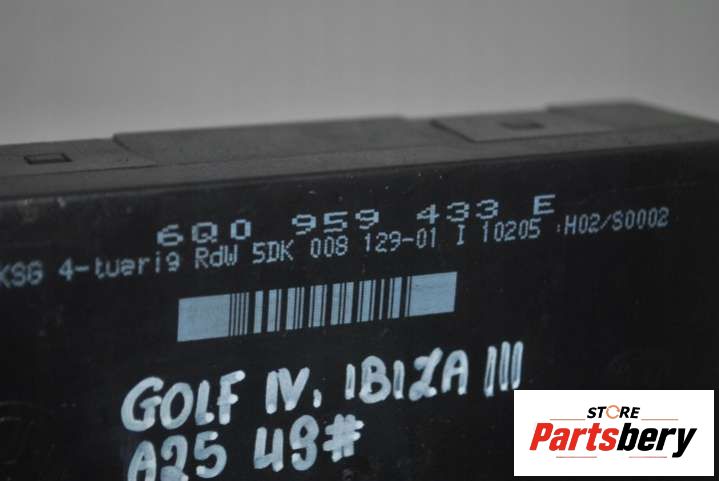 6Q0 959 433 E
KSG 4-tuerig RdW 5DK 008 129-01 I 10205 H02/S0002
GOLF IV, IBIZA III
A25 49#
STORE
Partsbery